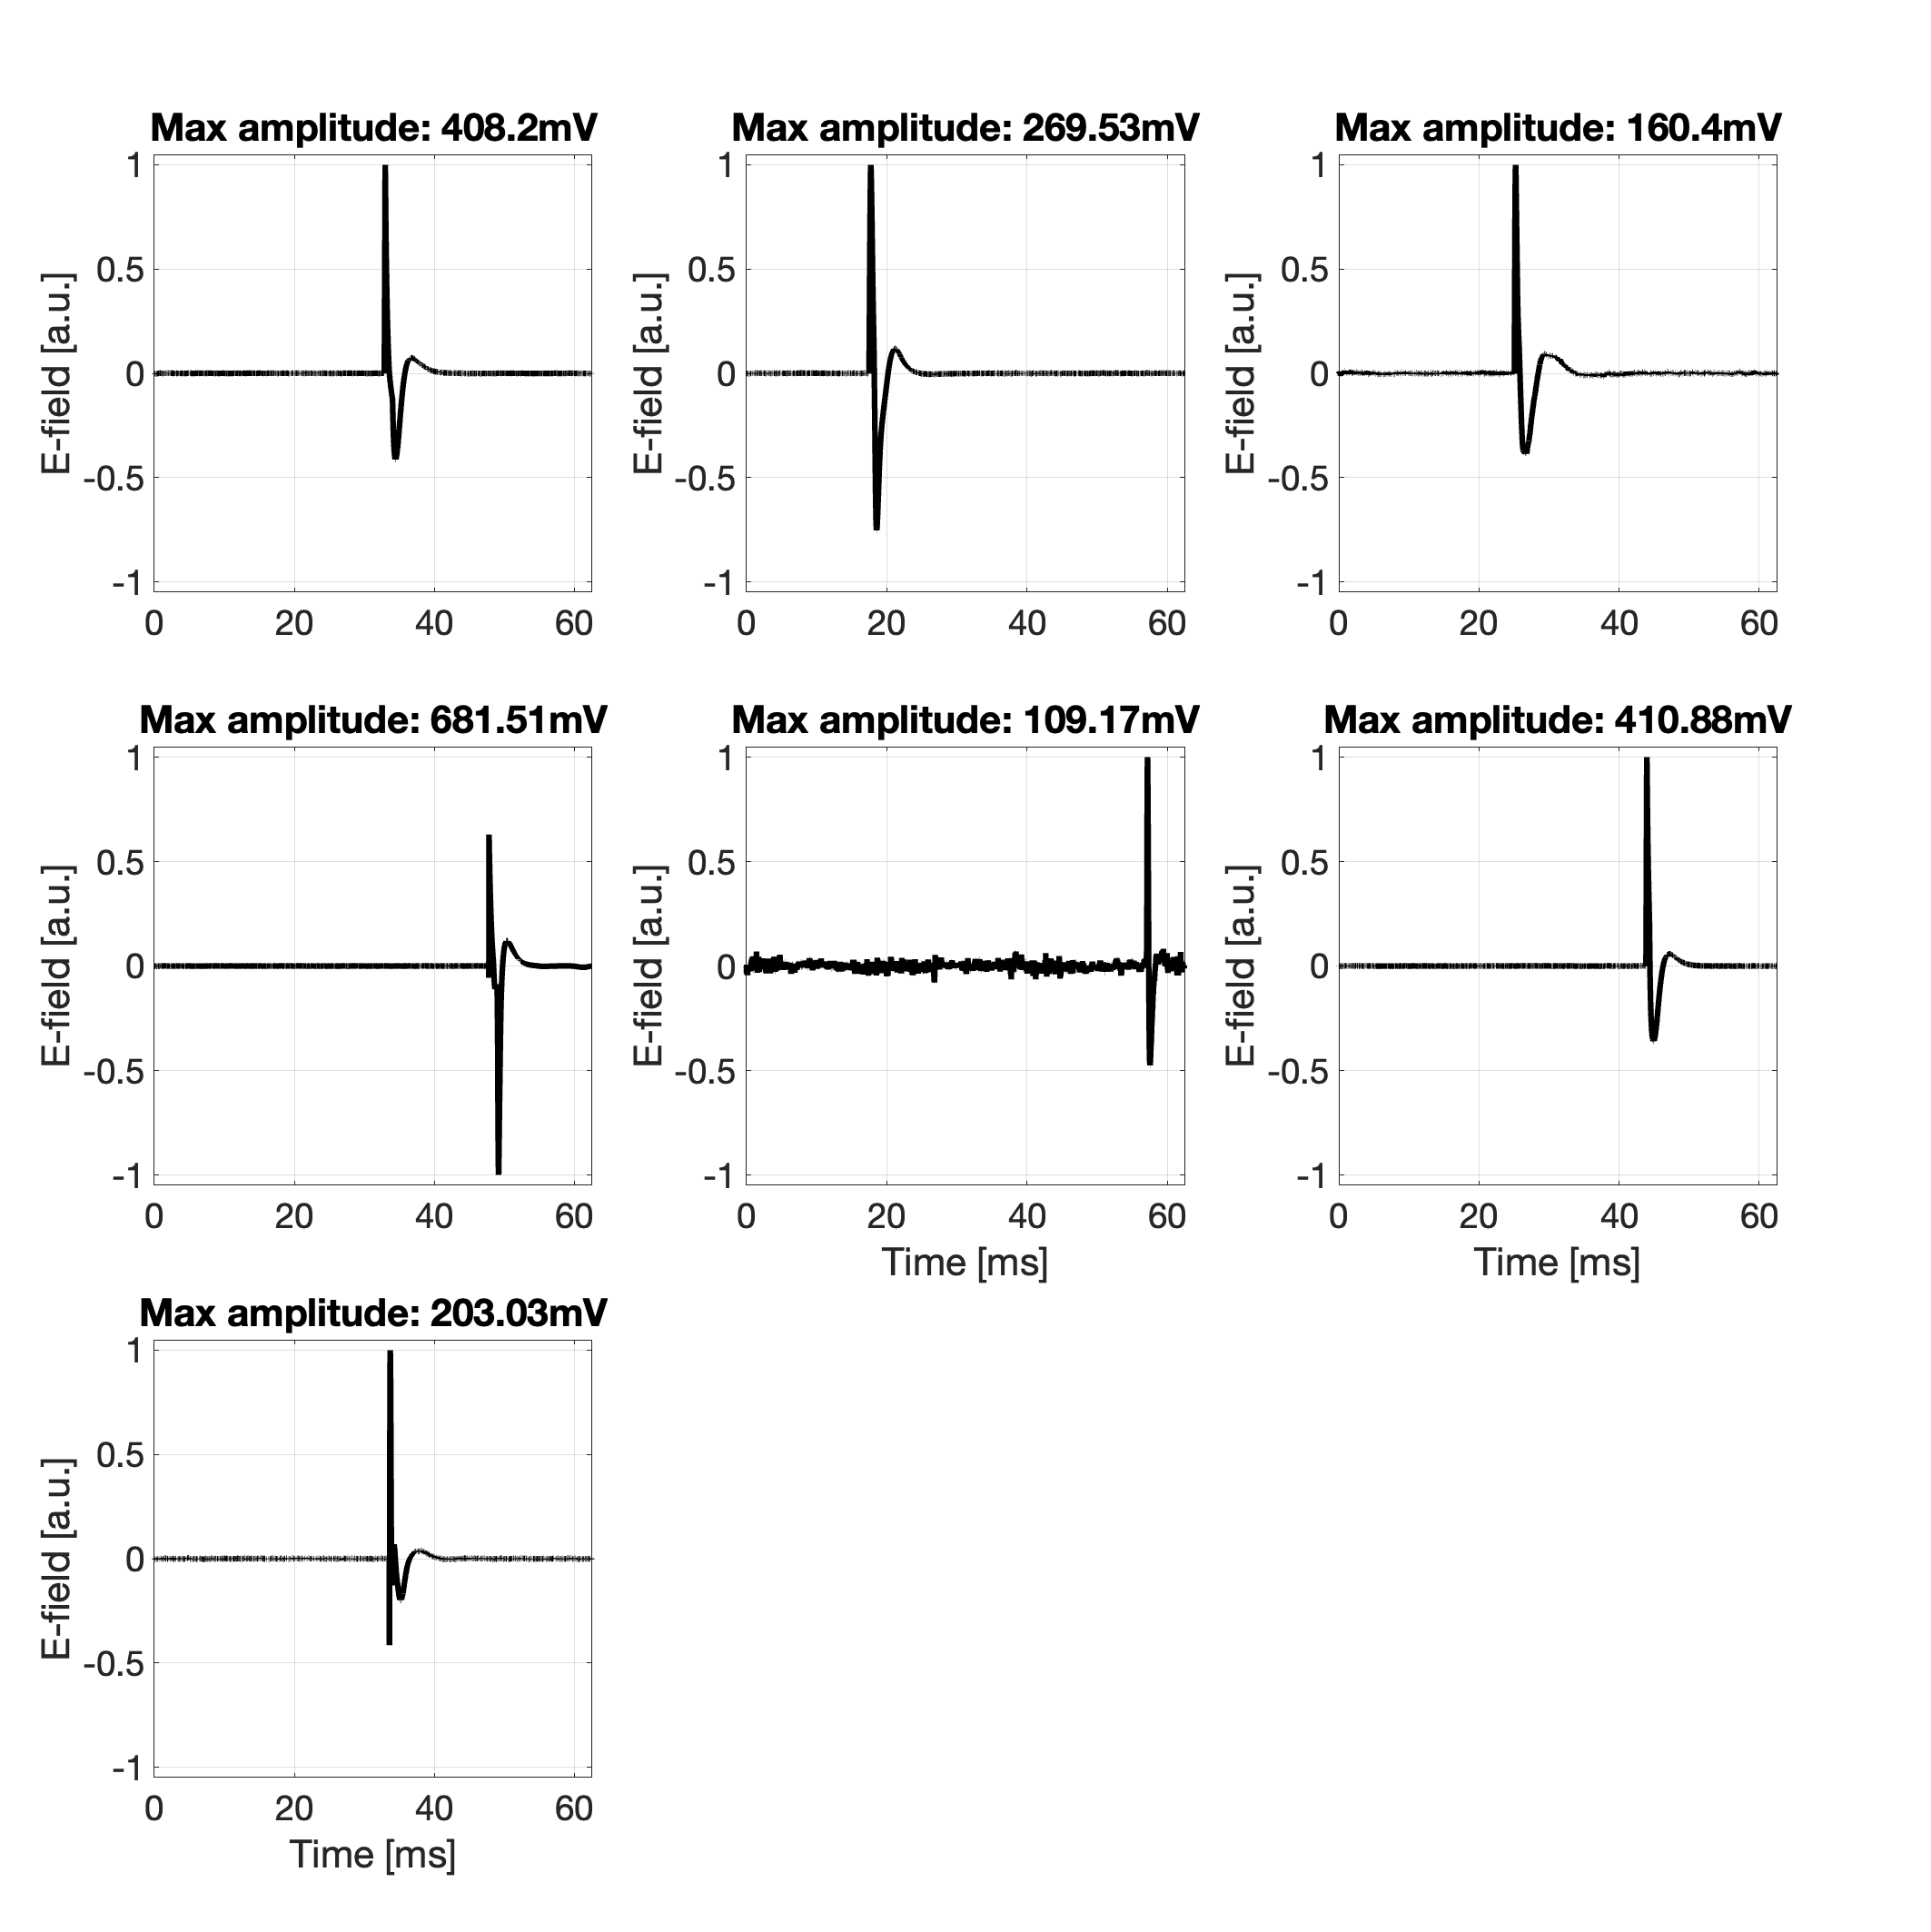 Max amplitude: 408.2mV
1
0.5
0
-0.5
-1
E-field [a.u.]
0 20 40 60
Max amplitude: 269.53mV
1
0.5
0
-0.5
-1
E-field [a.u.]
0 20 40 60
Max amplitude: 160.4mV
1
0.5
0
-0.5
-1
E-field [a.u.]
0 20 40 60
Max amplitude: 681.51mV
1
0.5
0
-0.5
-1
E-field [a.u.]
0 20 40 60
Max amplitude: 109.17mV
1
0.5
0
-0.5
-1
E-field [a.u.]
0 20 40 60
Time [ms]
Max amplitude: 410.88mV
1
0.5
0
-0.5
-1
E-field [a.u.]
0 20 40 60
Time [ms]
Max amplitude: 203.03mV
1
0.5
0
-0.5
-1
E-field [a.u.]
0 20 40 60
Time [ms]